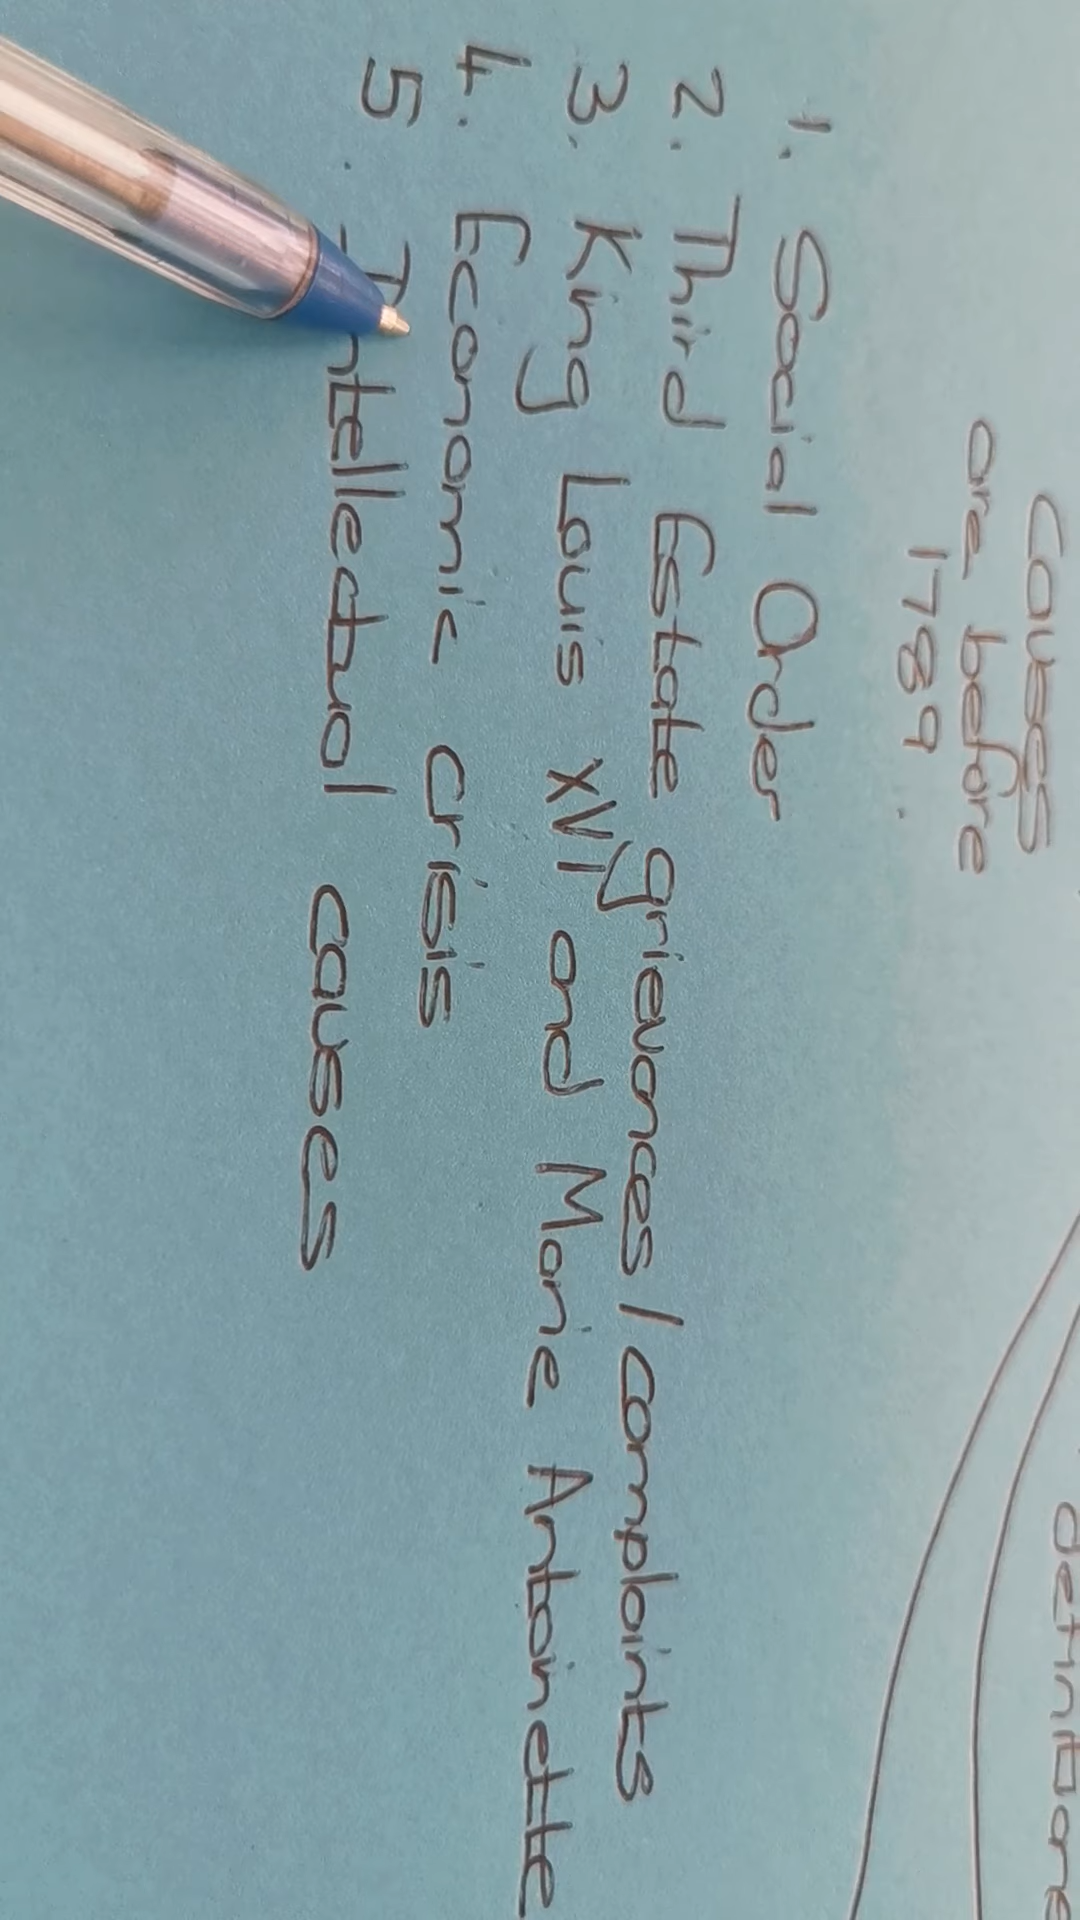 Causes
are before
1789.
definitions
1. Social Order
2. Third Estate grievances / complaints
3. King Louis XVI and Marie Antoinette
4. Economic crisis
5. Intellectual causes